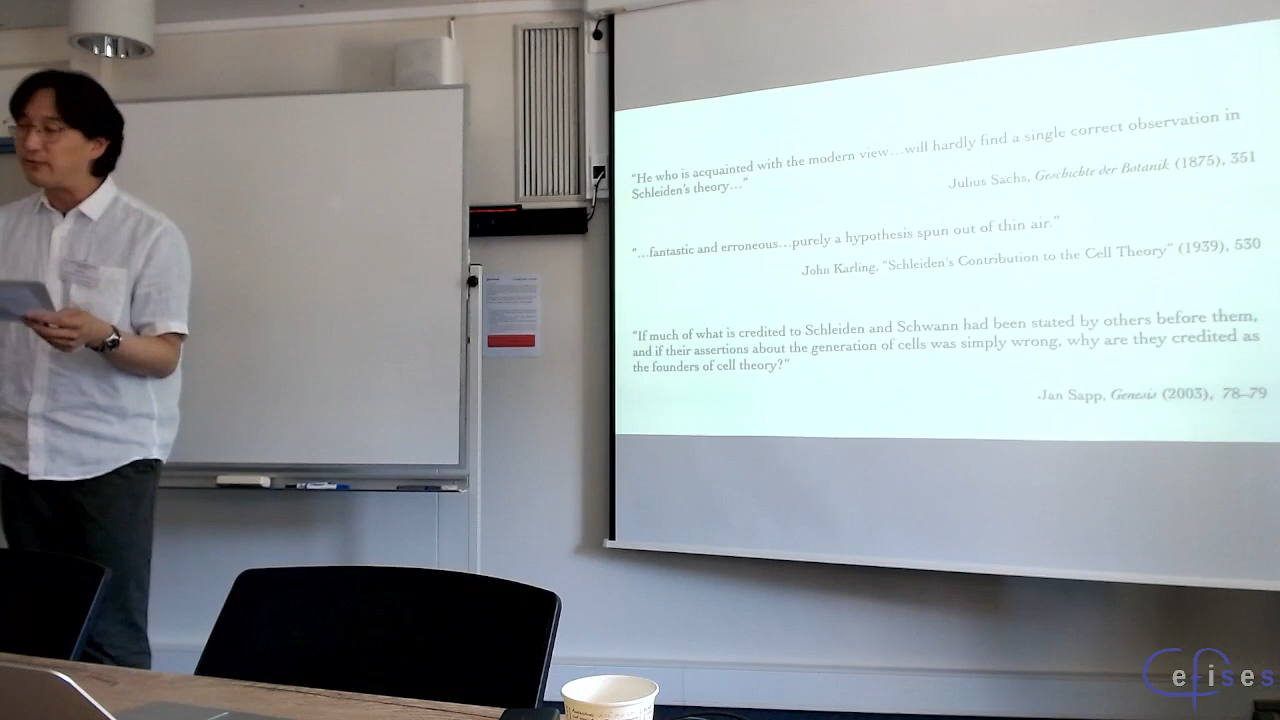 "He who is acquainted with the modern view…will hardly find a single correct observation in
Schleiden's theory…"
Julius Sachs, Geschichte der Botanik (1875), 351
"…fantastic and erroneous…purely a hypothesis spun out of thin air."
John Karling, "Schleiden's Contribution to the Cell Theory" (1939), 530
"If much of what is credited to Schleiden and Schwann had been stated by others before them,
and if their assertions about the generation of cells was simply wrong, why are they credited as
the founders of cell theory?"
Jan Sapp, Genesis (2003), 78–79
Cefises